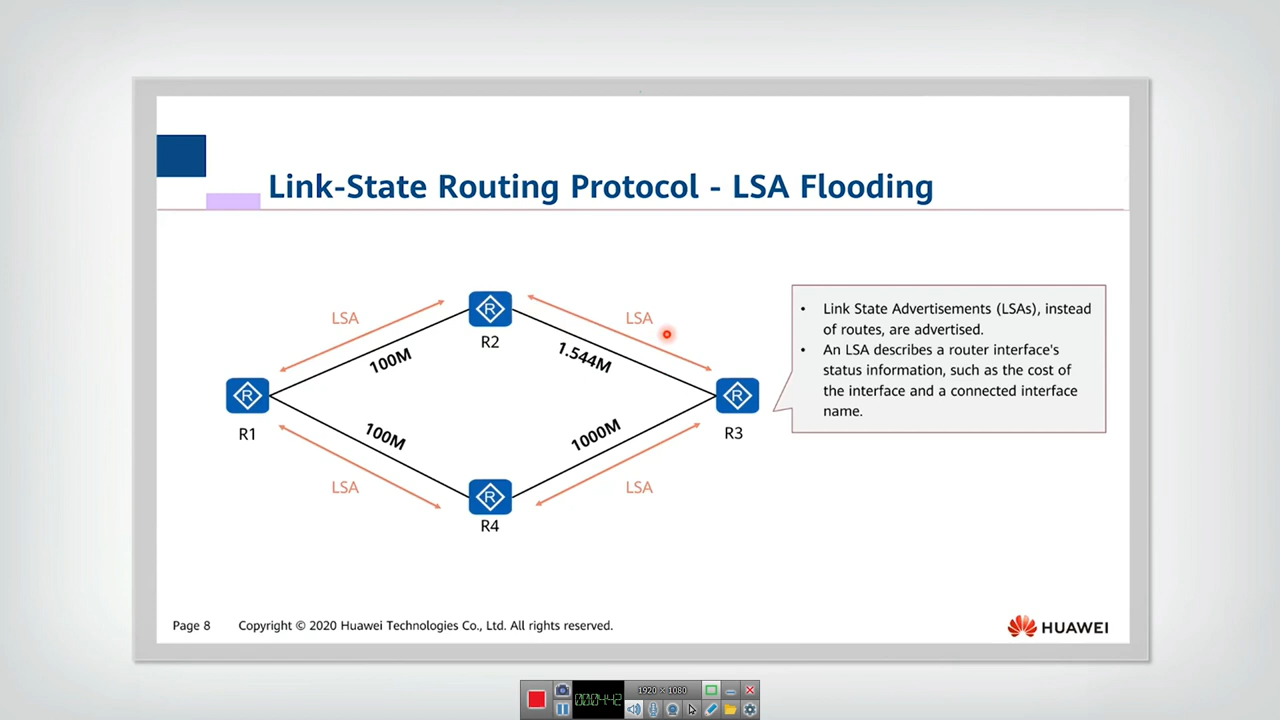 Link-State Routing Protocol - LSA Flooding
LSA
LSA
R
R2
100M
1.544M
R
R1
R
R3
100M
1000M
LSA
LSA
R
R4
• Link State Advertisements (LSAs), instead
of routes, are advertised.
• An LSA describes a router interface's
status information, such as the cost of
the interface and a connected interface
name.
Page 8
Copyright © 2020 Huawei Technologies Co., Ltd. All rights reserved.
HUAWEI
1920 × 1080